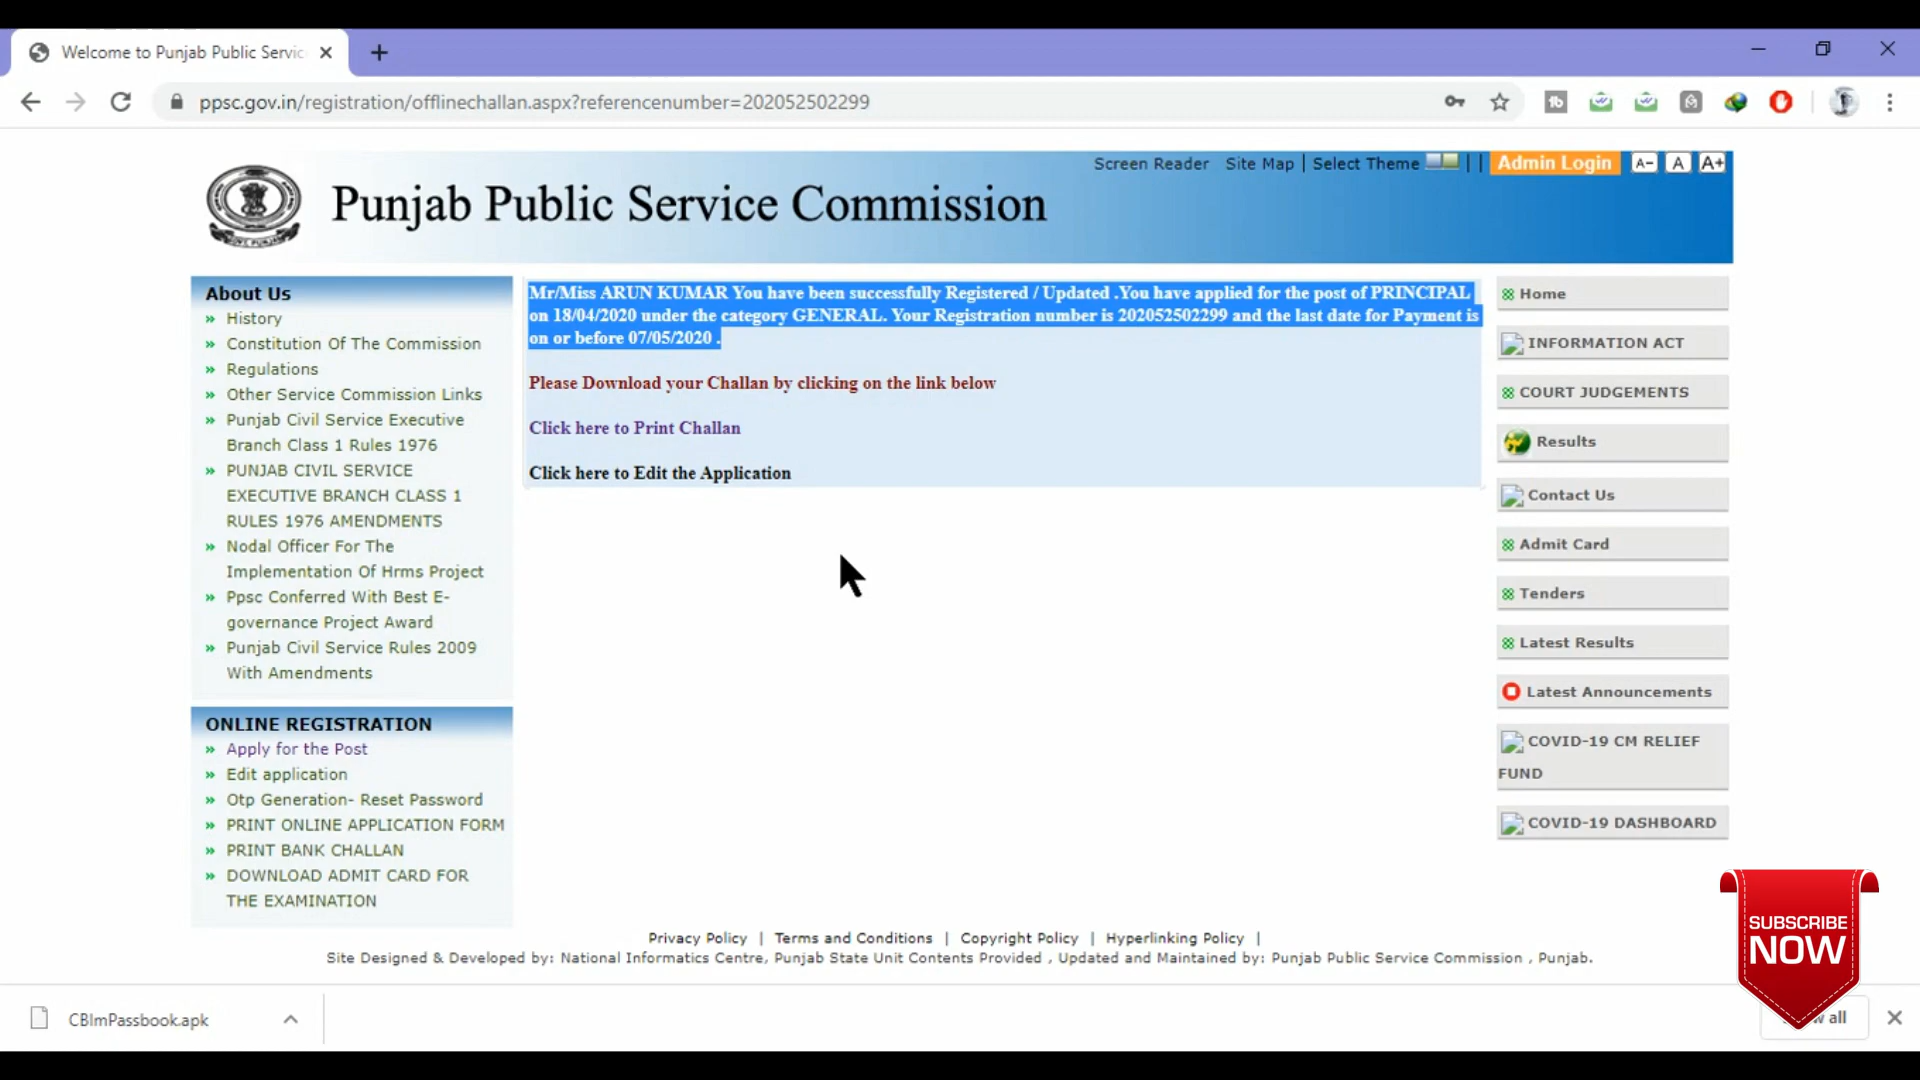 Welcome to Punjab Public Servic
ppsc.gov.in/registration/offlinechallan.aspx?referencenumber=202052502299
Screen Reader Site Map | Select Theme | | Admin Login A- A A+
Punjab Public Service Commission
About Us
» History
» Constitution Of The Commission
» Regulations
» Other Service Commission Links
» Punjab Civil Service Executive
Branch Class 1 Rules 1976
» PUNJAB CIVIL SERVICE
EXECUTIVE BRANCH CLASS 1
RULES 1976 AMENDMENTS
» Nodal Officer For The
Implementation Of Hrms Project
» Ppsc Conferred With Best E-
governance Project Award
» Punjab Civil Service Rules 2009
With Amendments
ONLINE REGISTRATION
» Apply for the Post
» Edit application
» Otp Generation- Reset Password
» PRINT ONLINE APPLICATION FORM
» PRINT BANK CHALLAN
» DOWNLOAD ADMIT CARD FOR
THE EXAMINATION
Mr/Miss ARUN KUMAR You have been successfully Registered / Updated .You have applied for the post of PRINCIPAL
on 18/04/2020 under the category GENERAL. Your Registration number is 202052502299 and the last date for Payment is
on or before 07/05/2020 .
Please Download your Challan by clicking on the link below
Click here to Print Challan
Click here to Edit the Application
Home
INFORMATION ACT
COURT JUDGEMENTS
Results
Contact Us
Admit Card
Tenders
Latest Results
Latest Announcements
COVID-19 CM RELIEF
FUND
COVID-19 DASHBOARD
Privacy Policy | Terms and Conditions | Copyright Policy | Hyperlinking Policy |
Site Designed & Developed by: National Informatics Centre, Punjab State Unit Contents Provided , Updated and Maintained by: Punjab Public Service Commission , Punjab.
SUBSCRIBE
NOW
CBImPassbook.apk
all